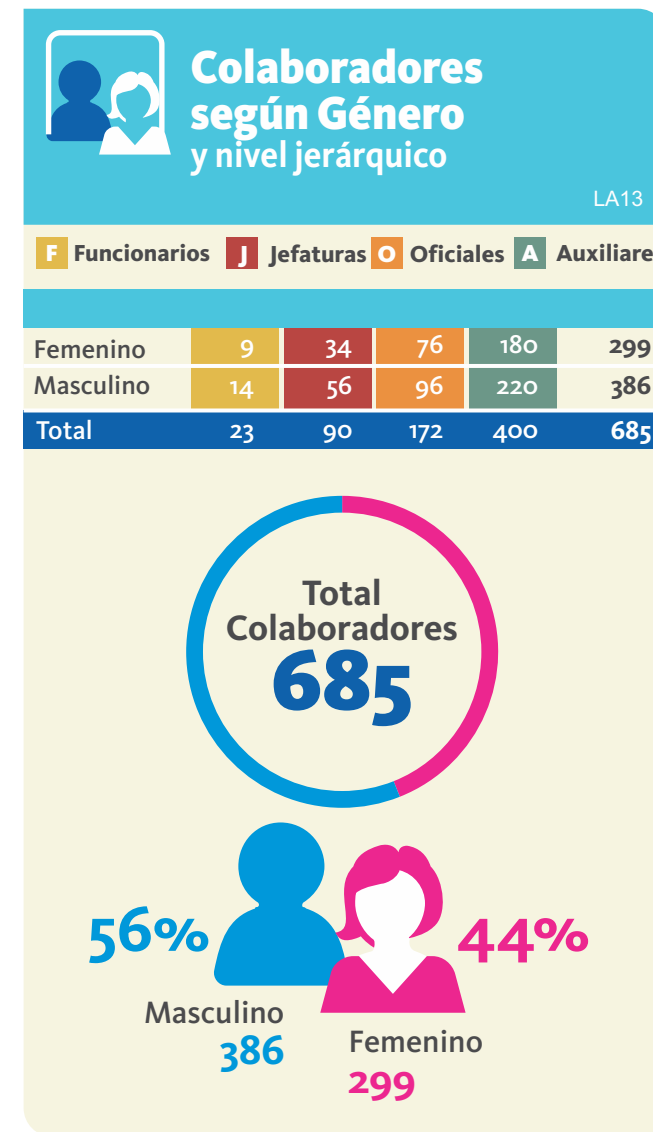 Colaboradores
según Género
y nivel jerárquico
LA13
F Funcionarios J Jefaturas O Oficiales A Auxiliare
Femenino 9 34 76 180 299
Masculino 14 56 96 220 386
Total 23 90 172 400 685
Total
Colaboradores
685
56%
44%
Masculino
386
Femenino
299